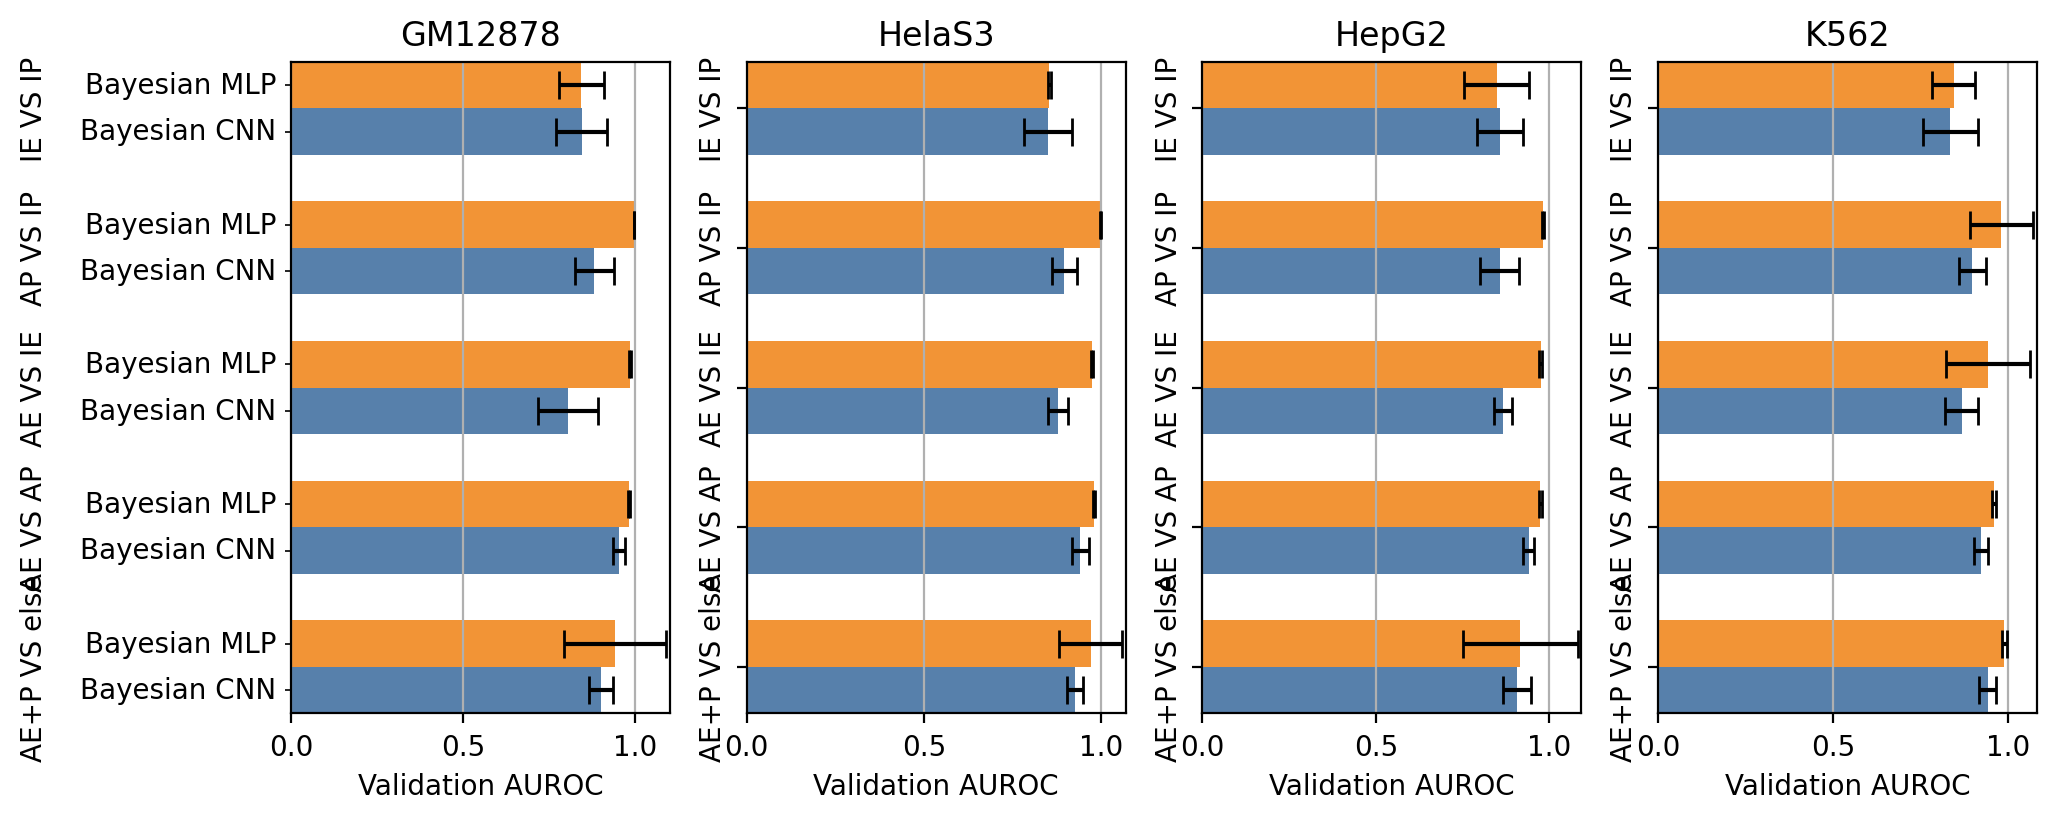 GM12878
HelaS3
HepG2
K562
IE VS IP
Bayesian MLP
Bayesian CNN
AP VS IP
Bayesian MLP
Bayesian CNN
AE VS IE
Bayesian MLP
Bayesian CNN
AE VS AP
Bayesian MLP
Bayesian CNN
AE+P VS else
Bayesian MLP
Bayesian CNN
0.0 0.5 1.0
Validation AUROC
IE VS IP
AP VS IP
AE VS IE
AE VS AP
AE+P VS else
0.0 0.5 1.0
Validation AUROC
IE VS IP
AP VS IP
AE VS IE
AE VS AP
AE+P VS else
0.0 0.5 1.0
Validation AUROC
IE VS IP
AP VS IP
AE VS IE
AE VS AP
AE+P VS else
0.0 0.5 1.0
Validation AUROC